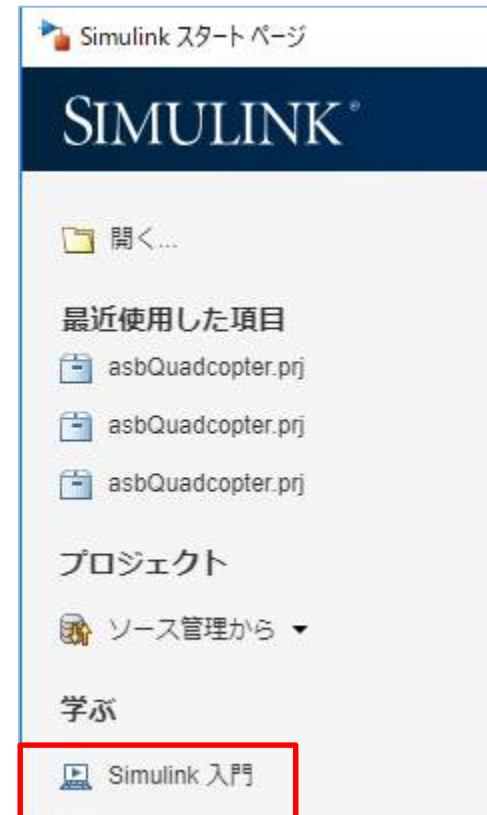 Simulink スタート ページ
SIMULINK®
開く...
最近使用した項目
asbQuadcopter.prj
asbQuadcopter.prj
asbQuadcopter.prj
プロジェクト
ソース管理から
学ぶ
Simulink 入門